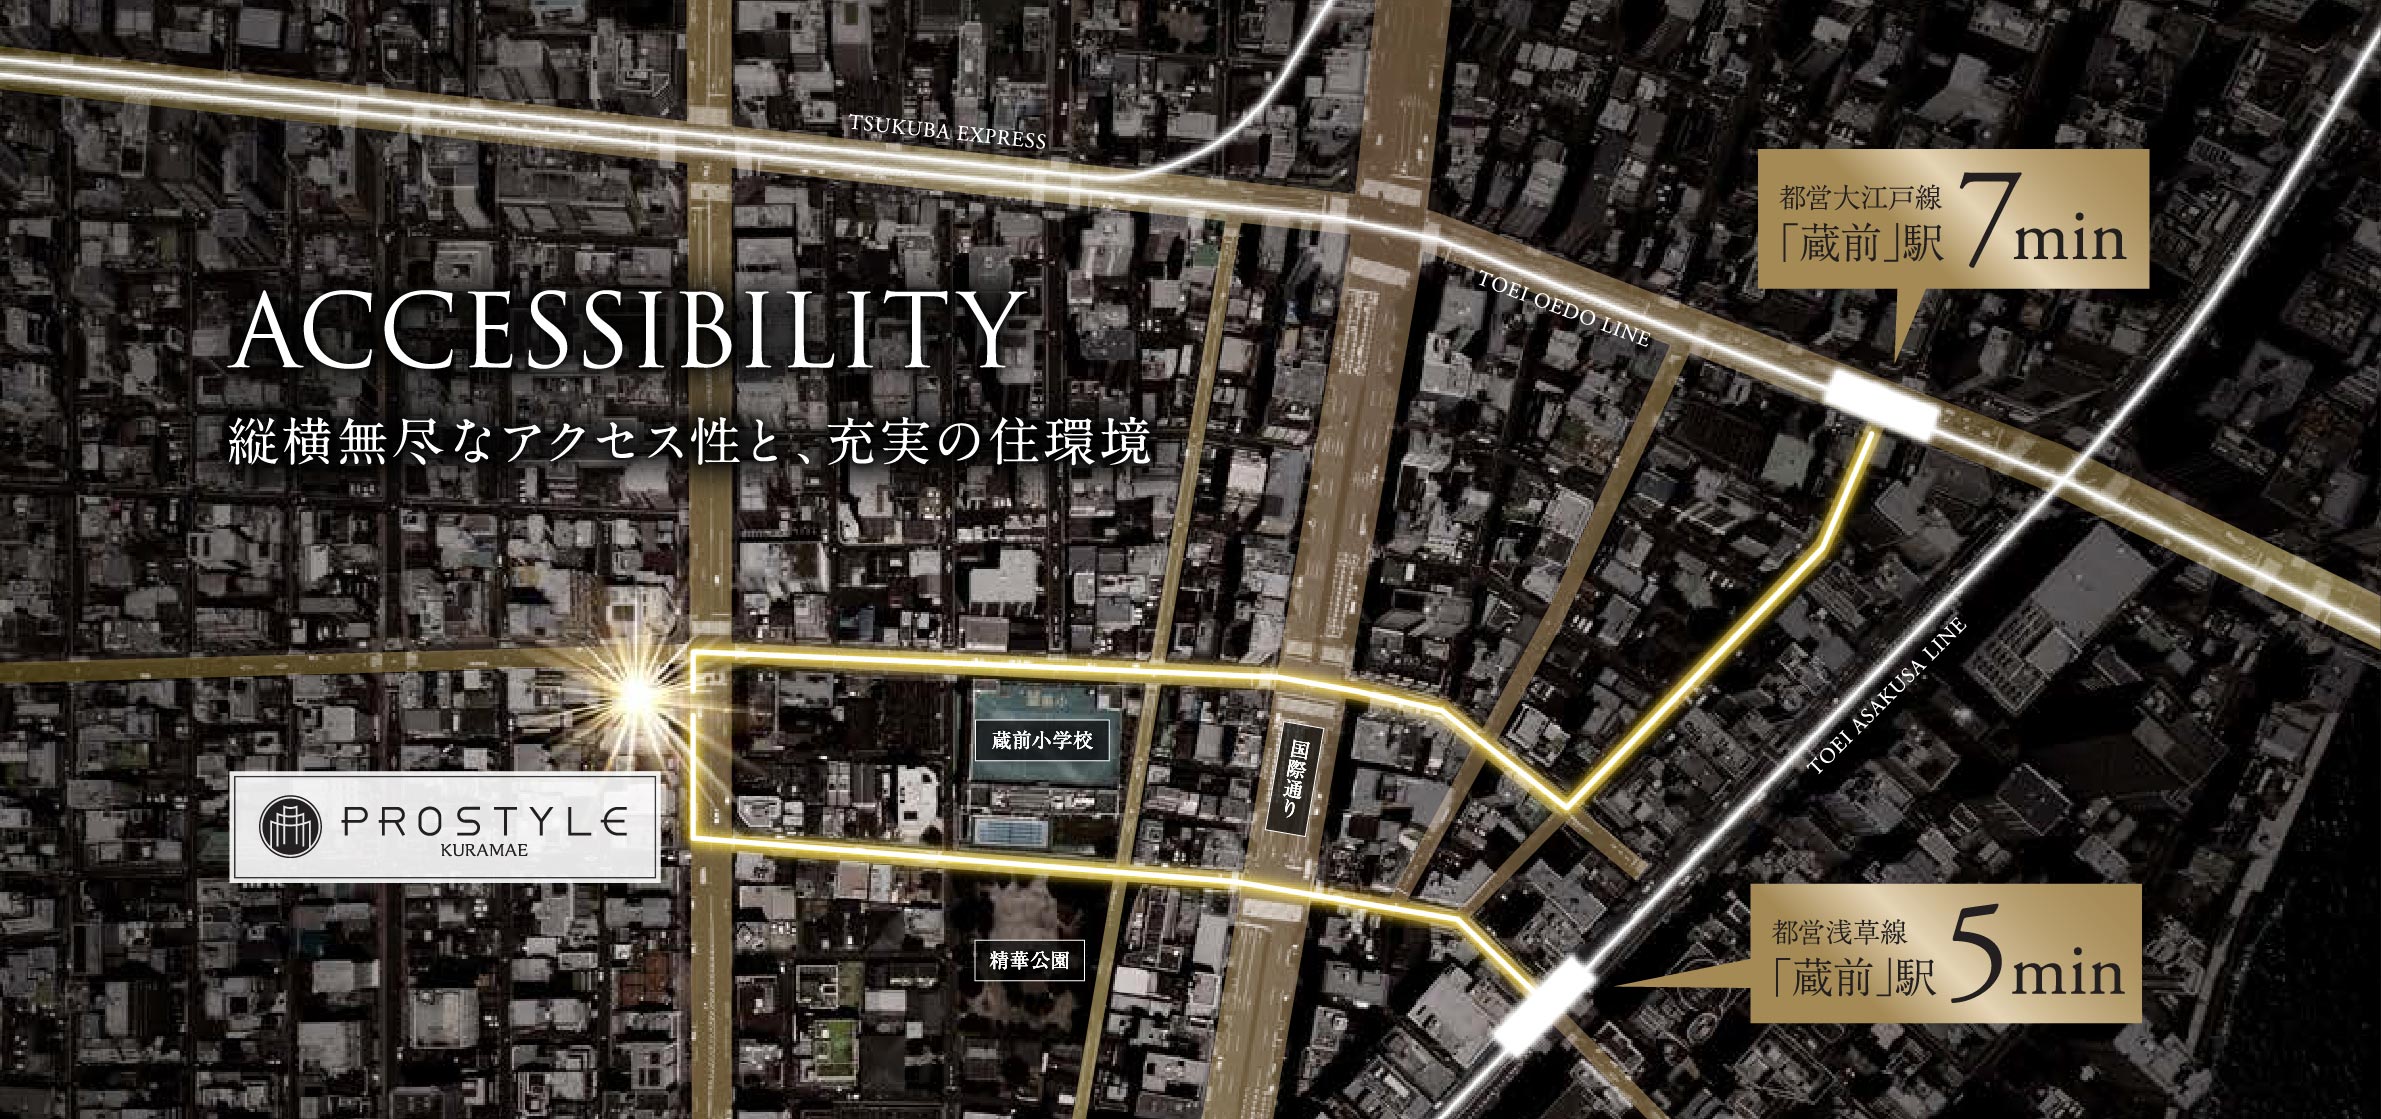 TSUKUBA EXPRESS
都営大江戸線
「蔵前」駅 7min
TOEI OEDO LINE
ACCESSIBILITY
縦横無尽なアクセス性と、充実の住環境
TOEI ASAKUSA LINE
蔵前小学校
国際通り
PROSTYLE
KURAMAE
都営浅草線
「蔵前」駅 5min
精華公園